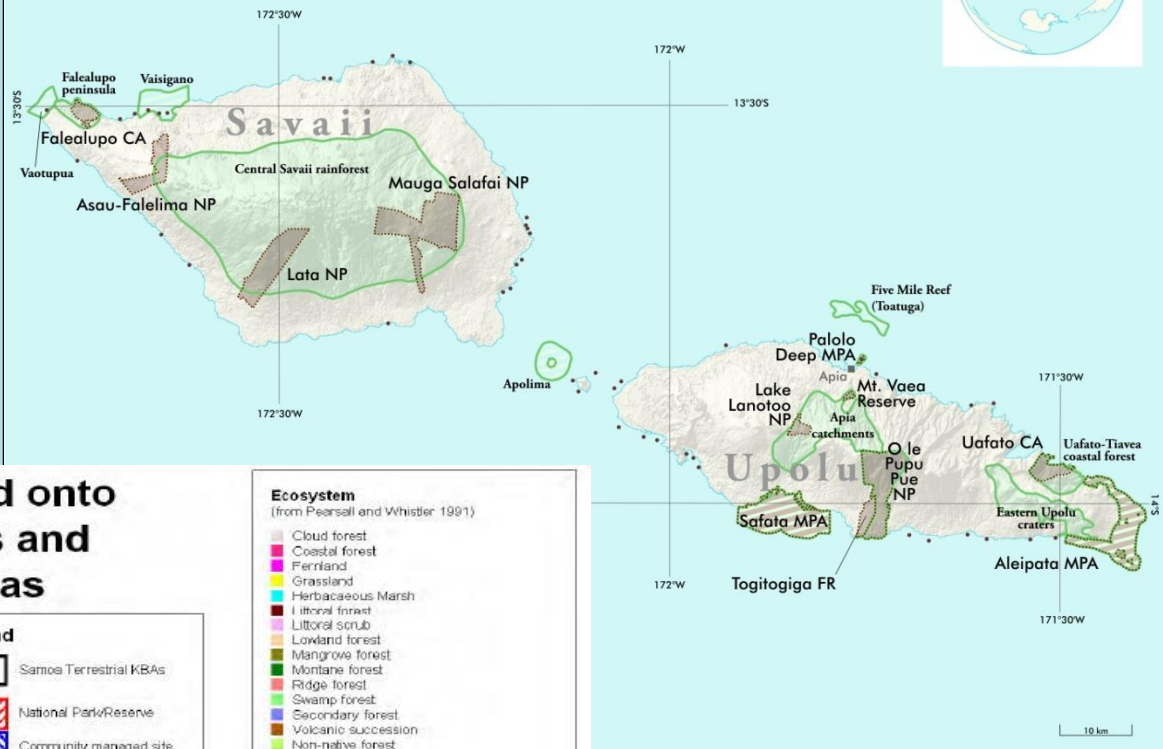 172°30'W
172°W
13°30'S
13°30'S
Falealupo
peninsula
Vaisigano
Savaii
Falealupo CA
Vaotupua
Central Savaii rainforest
Mauga Salafai NP
Asau-Falelima NP
Lata NP
Five Mile Reef
(Toatuga)
Palolo
Deep MPA
Apia
171°30'W
Apolima
172°30'W
Lake
Lanotoo
NP
Mt. Vaea
Reserve
Apia
catchments
Uafato CA
Uafato-Tiavea
coastal forest
O le
Pupu
Pue
NP
Upolu
14°S
Safata MPA
Eastern Upolu
craters
Aleipata MPA
172°W
Togitogiga FR
171°30'W
10 km
d onto
s and
as
nd
Samoa Terrestrial KBAs
National Park/Reserve
Community managed site
Ecosystem
(from Pearsall and Whistler 1991)
Cloud forest
Coastal forest
Fernland
Grassland
Herbacaeous Marsh
Littoral forest
Littoral scrub
Lowland forest
Mangrove forest
Montane forest
Ridge forest
Swamp forest
Secondary forest
Volcanic succession
Non-native forest